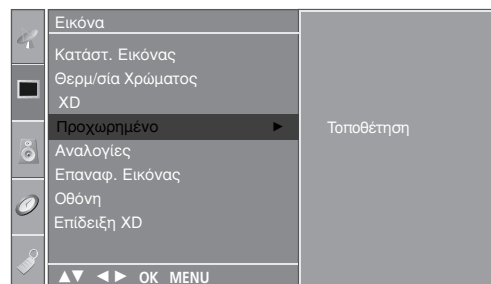 Εικόνα
Κατάστ. Εικόνας
Θερμ/σία Χρώματος
XD
Προχωρημένο ►
Τοποθέτηση
Αναλογίες
Επαναφ. Εικόνας
Οθόνη
Επίδειξη XD
▲▼ ◄► OK MENU